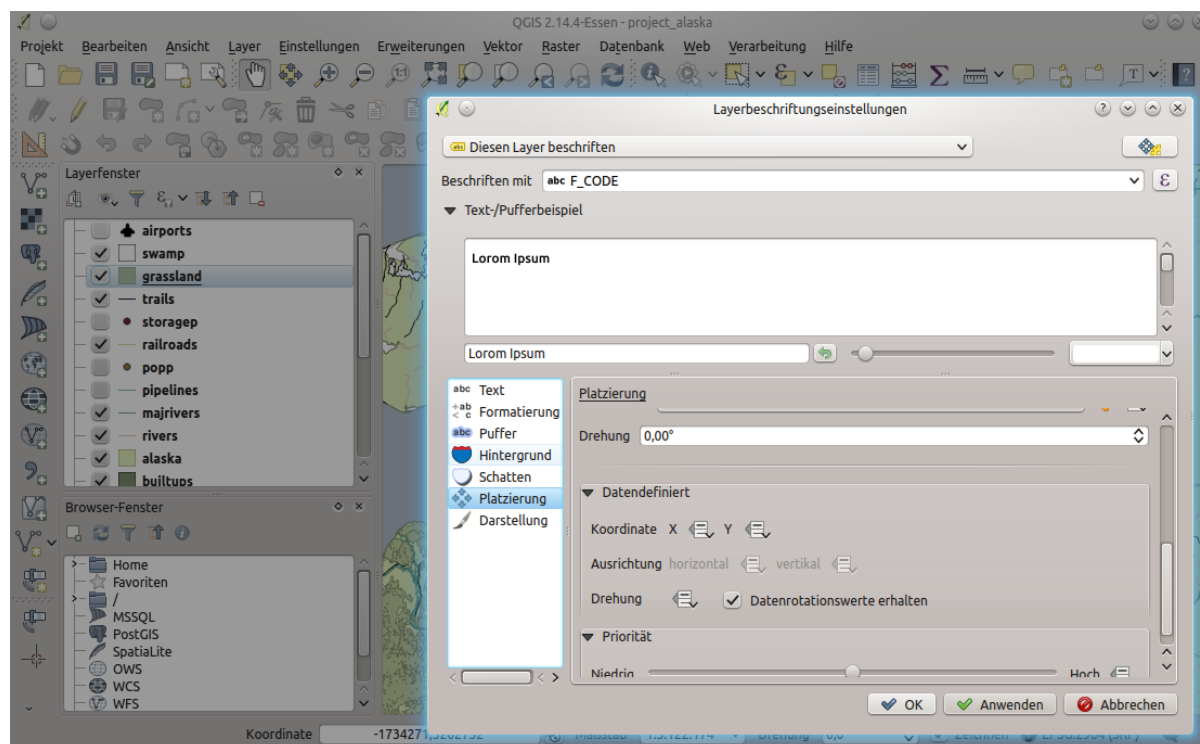 QGIS 2.14.4-Essen - project_alaska
Projekt Bearbeiten Ansicht Layer Einstellungen Erweiterungen Vektor Raster Datenbank Web Verarbeitung Hilfe
Layerfenster
airports
swamp
grassland
trails
storagep
railroads
popp
pipelines
majrivers
rivers
alaska
builtups
Browser-Fenster
Home
Favoriten
/
MSSQL
PostGIS
SpatiaLite
OWS
WCS
WFS
Layerbeschriftungseinstellungen
Diesen Layer beschriften
Beschriften mit abc F_CODE
Text-/Pufferbeispiel
Lorom Ipsum
Lorom Ipsum
abc Text
+ab < c Formatierung
abc Puffer
Hintergrund
Schatten
Platzierung
Darstellung
Platzierung
Drehung 0,00°
Datendefiniert
Koordinate X Y
Ausrichtung horizontal vertikal
Drehung Datenrotationswerte erhalten
Priorität
Niedrig Hoch
OK Anwenden Abbrechen
Koordinate